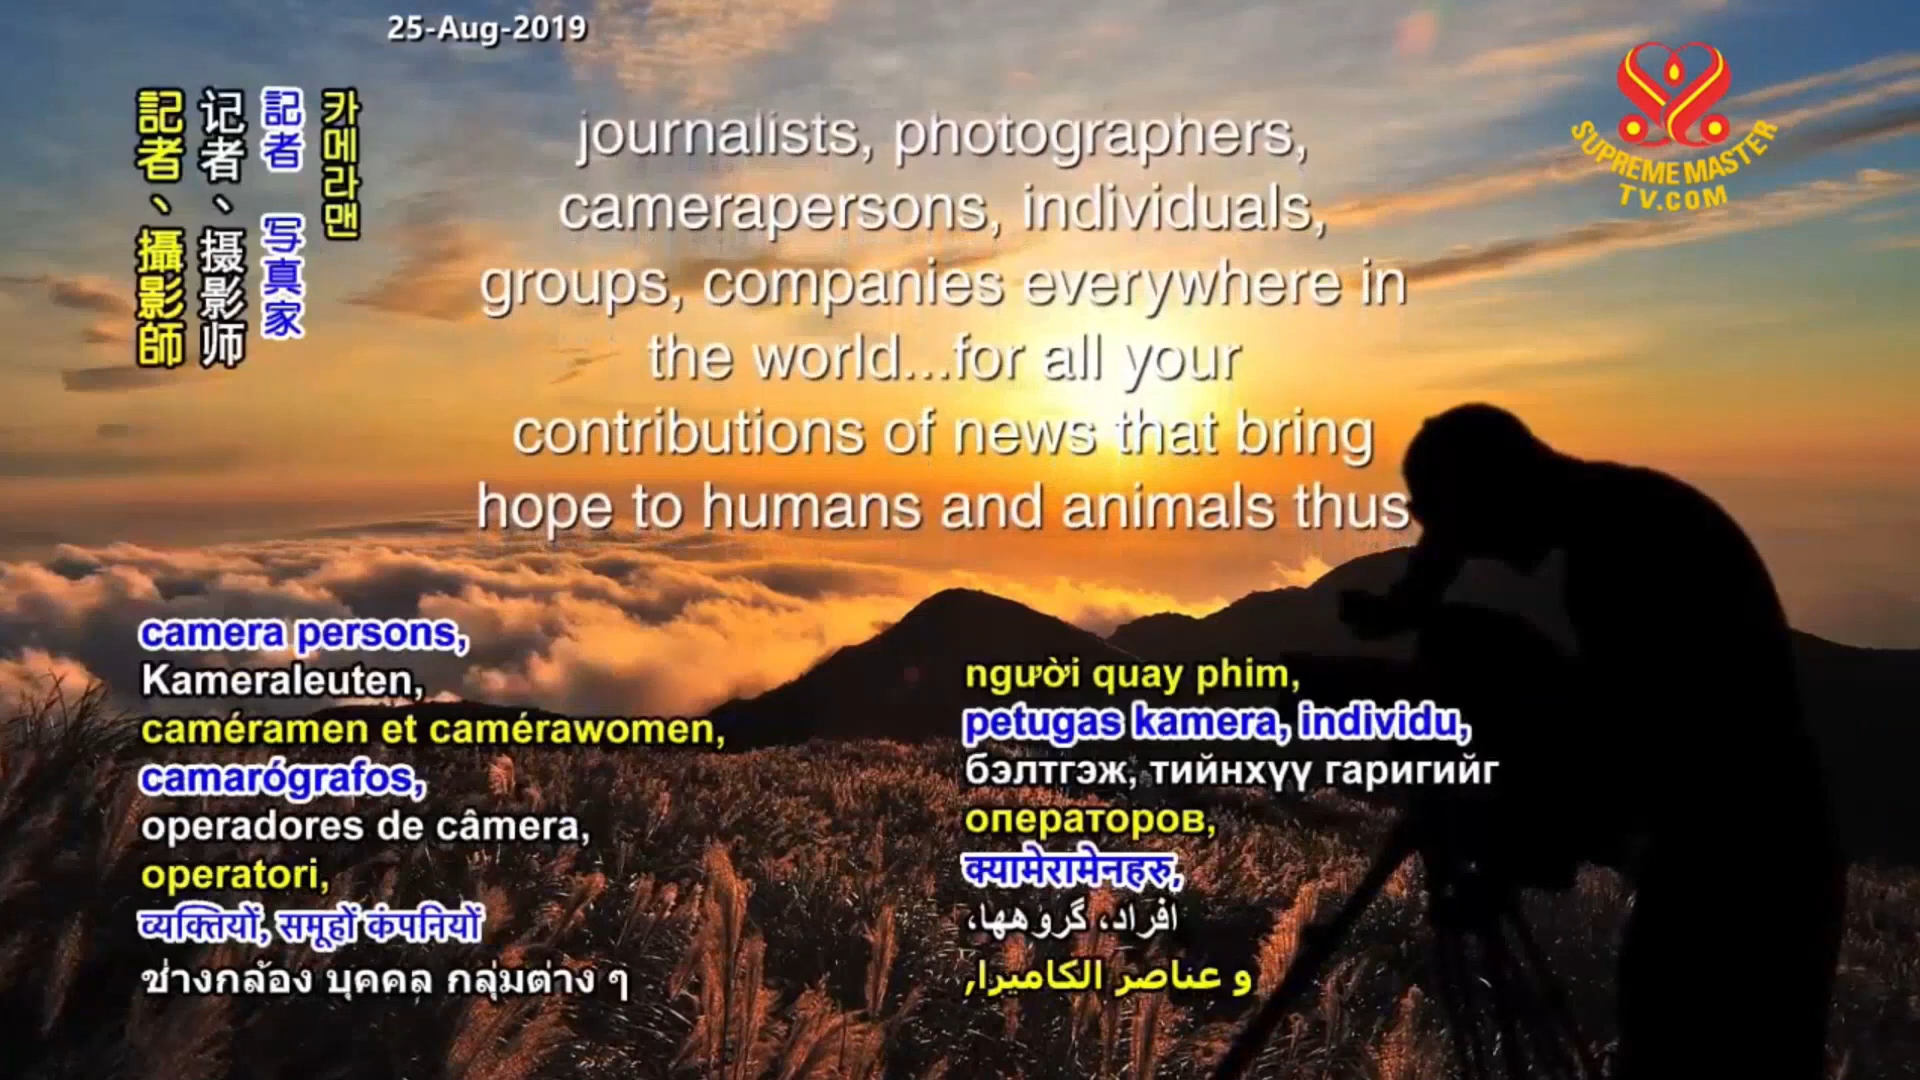 25-Aug-2019
記者、攝影師
记者、摄影师
記者 写真家
카메라맨
journalists, photographers,
camerapersons, individuals,
groups, companies everywhere in
the world...for all your
contributions of news that bring
hope to humans and animals thus
SUPREME MASTER
TV.COM
camera persons,
Kameraleuten,
caméramen et camérawomen,
camarógrafos,
operadores de câmera,
operatori,
व्यक्तियों, समूहों कंपनियों
ช่างกล้อง บุคคล กลุ่มต่าง ๆ
người quay phim,
petugas kamera, individu,
бэлтгэж, тийнхүү гаригийг
операторов,
क्यामेरामेनहरु,
افراد، گروهها،
و عناصر الكاميرا,